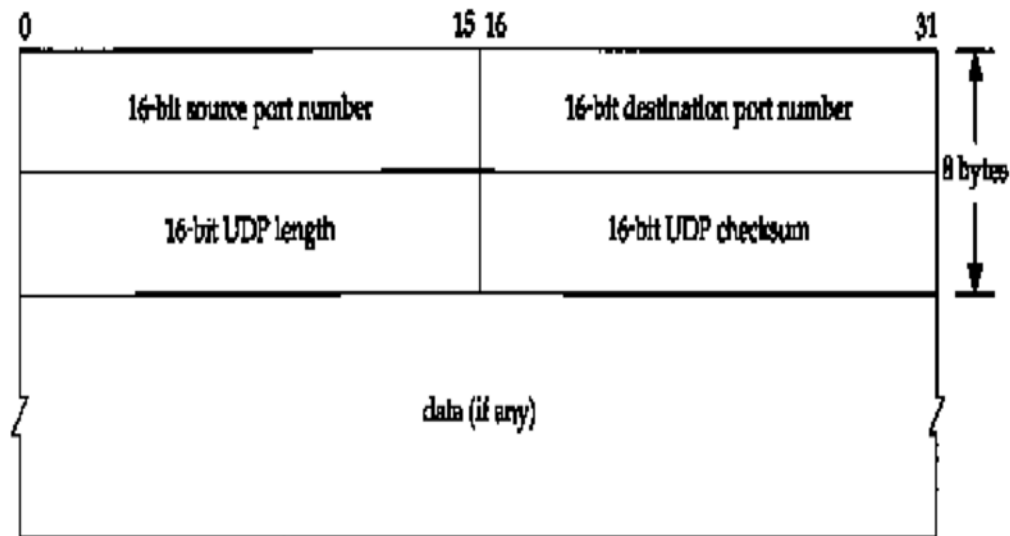 0 15 16 31
16-bit source port number 16-bit destination port number
8 bytes
16-bit UDP length 16-bit UDP checksum
data (if any)